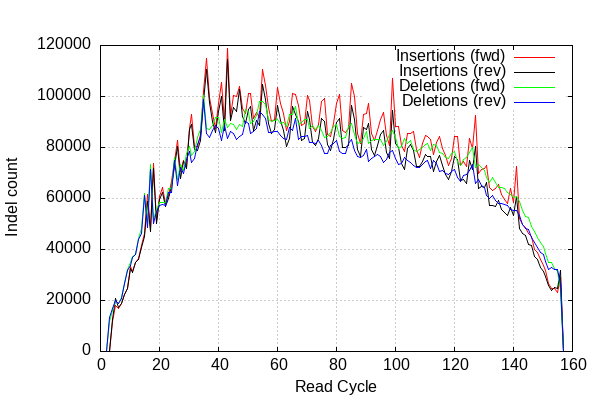 120000
100000
80000
60000
40000
20000
0
Indel count
Insertions (fwd)
Insertions (rev)
Deletions (fwd)
Deletions (rev)
0 20 40 60 80 100 120 140 160
Read Cycle